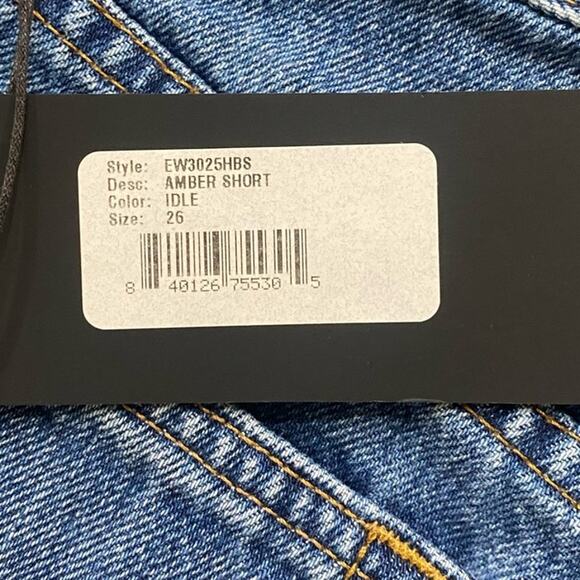 Style: EW3025HBS
Desc: AMBER SHORT
Color: IDLE
Size: 26
8 40126 75530 5